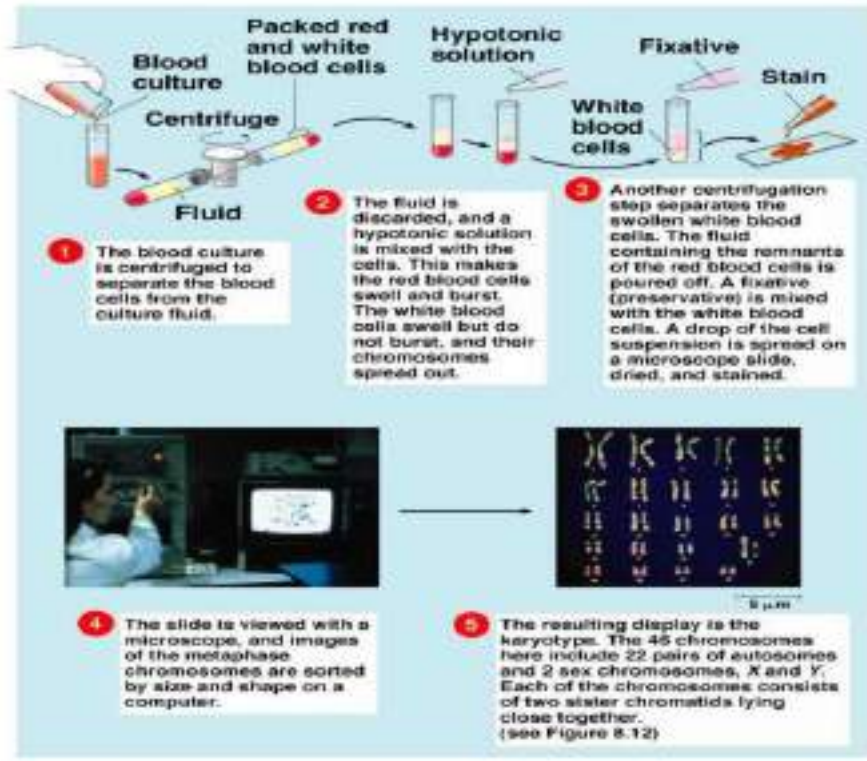 Blood
culture
Packed red
and white
blood cells
Centrifuge
Fluid
Hypotonic
solution
Fixative
White
blood
cells
Stain
1 The blood culture
is centrifuged to
separate the blood
cells from the
culture fluid.
2 The fluid is
discarded, and a
hypotonic solution
is mixed with the
cells. This makes
the red blood cells
swell and burst.
The white blood
cells swell but do
not burst, and their
chromosomes
spread out.
3 Another centrifugation
step separates the
swollen white blood
cells. The fluid
containing the remnants
of the red blood cells is
poured off. A fixative
(preservative) is mixed
with the white blood
cells. A drop of the cell
suspension is spread on
a microscope slide,
dried, and stained.
4 The slide is viewed with a
microscope, and images
of the metaphase
chromosomes are sorted
by size and shape on a
computer.
5 µm
5 The resulting display is the
karyotype. The 46 chromosomes
here include 22 pairs of autosomes
and 2 sex chromosomes, X and Y.
Each of the chromosomes consists
of two sister chromatids lying
close together.
(see Figure 8.12)